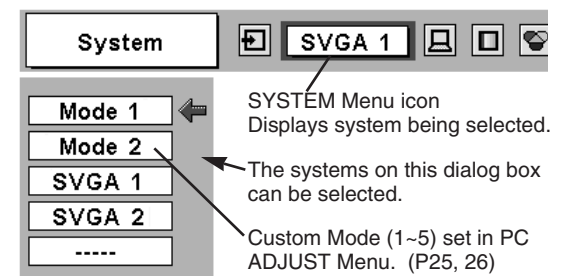 System
SVGA 1
SYSTEM Menu icon
Displays system being selected.
Mode 1
Mode 2
SVGA 1
SVGA 2
-----
The systems on this dialog box
can be selected.
Custom Mode (1~5) set in PC
ADJUST Menu.  (P25, 26)